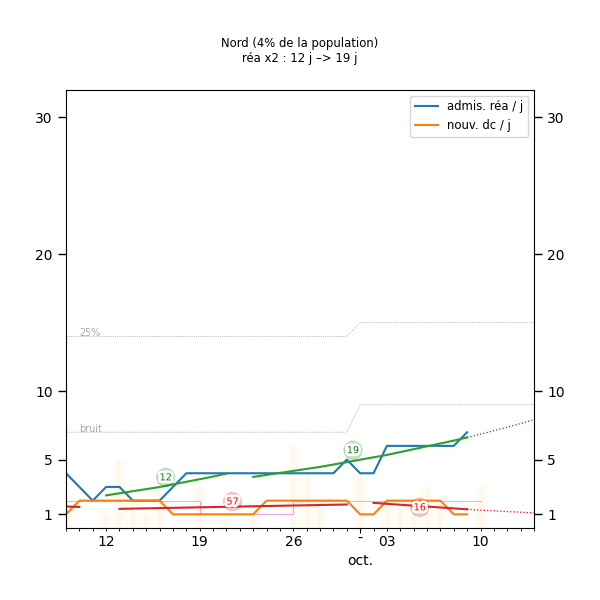 Nord (4% de la population)
réa x2 : 12 j –> 19 j
admis. réa / j
nouv. dc / j
30 30
20 20
25%
10 10
bruit
5 5
12 19 57 16
1 1
12 19 26 03 10
oct.